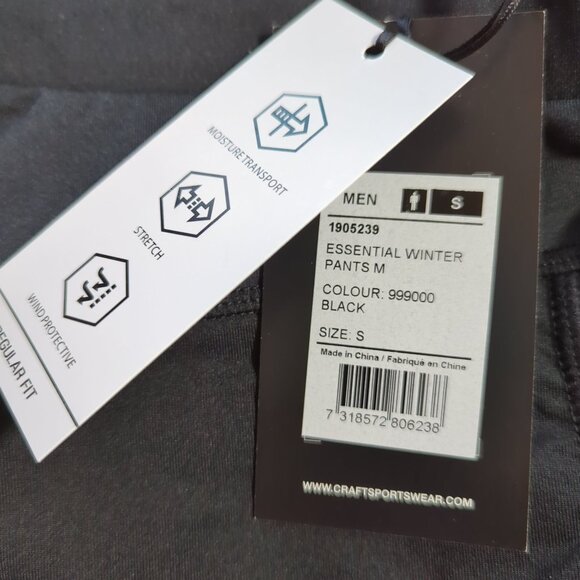 MOISTURE TRANSPORT
STRETCH
WIND PROTECTIVE
REGULAR FIT
MEN S
1905239
ESSENTIAL WINTER
PANTS M
COLOUR: 999000
BLACK
SIZE: S
Made in China / Fabriqué en Chine
7 318572 806238
WWW.CRAFTSPORTSWEAR.COM